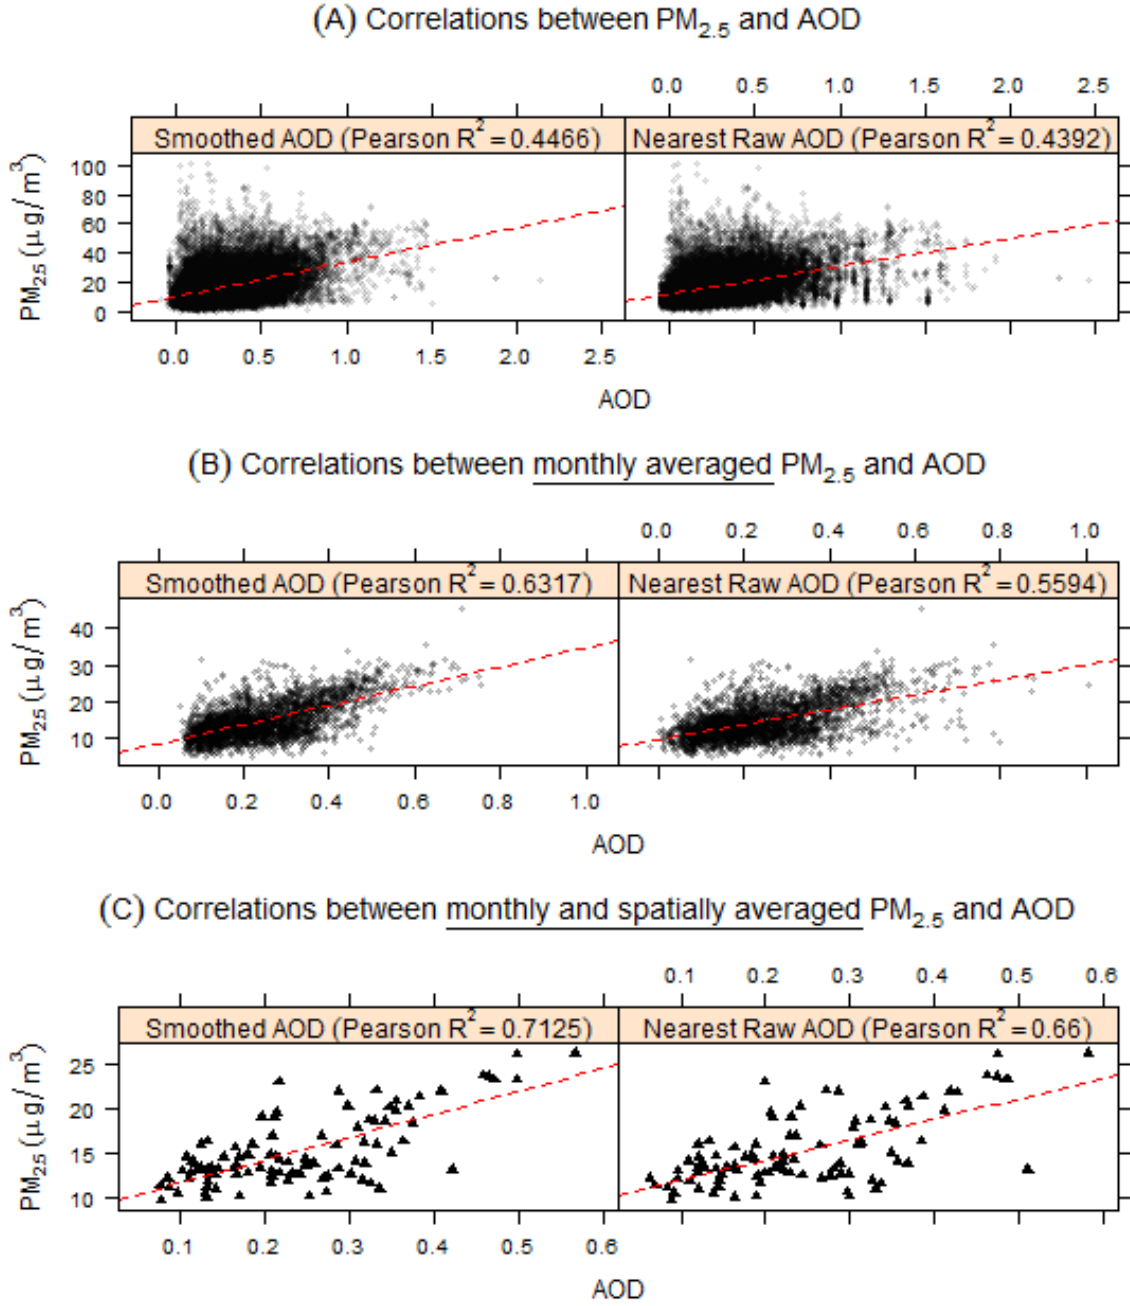 (A) Correlations between PM2.5 and AOD
0.0 0.5 1.0 1.5 2.0 2.5
Smoothed AOD (Pearson R² = 0.4466) Nearest Raw AOD (Pearson R² = 0.4392)
PM2.5 (μg/m³)
100
80
60
40
20
0
0.0 0.5 1.0 1.5 2.0 2.5
AOD
(B) Correlations between monthly averaged PM2.5 and AOD
0.0 0.2 0.4 0.6 0.8 1.0
Smoothed AOD (Pearson R² = 0.6317) Nearest Raw AOD (Pearson R² = 0.5594)
PM2.5 (μg/m³)
40
30
20
10
0.0 0.2 0.4 0.6 0.8 1.0
AOD
(C) Correlations between monthly and spatially averaged PM2.5 and AOD
0.1 0.2 0.3 0.4 0.5 0.6
Smoothed AOD (Pearson R² = 0.7125) Nearest Raw AOD (Pearson R² = 0.66)
PM2.5 (μg/m³)
25
20
15
10
0.1 0.2 0.3 0.4 0.5 0.6
AOD